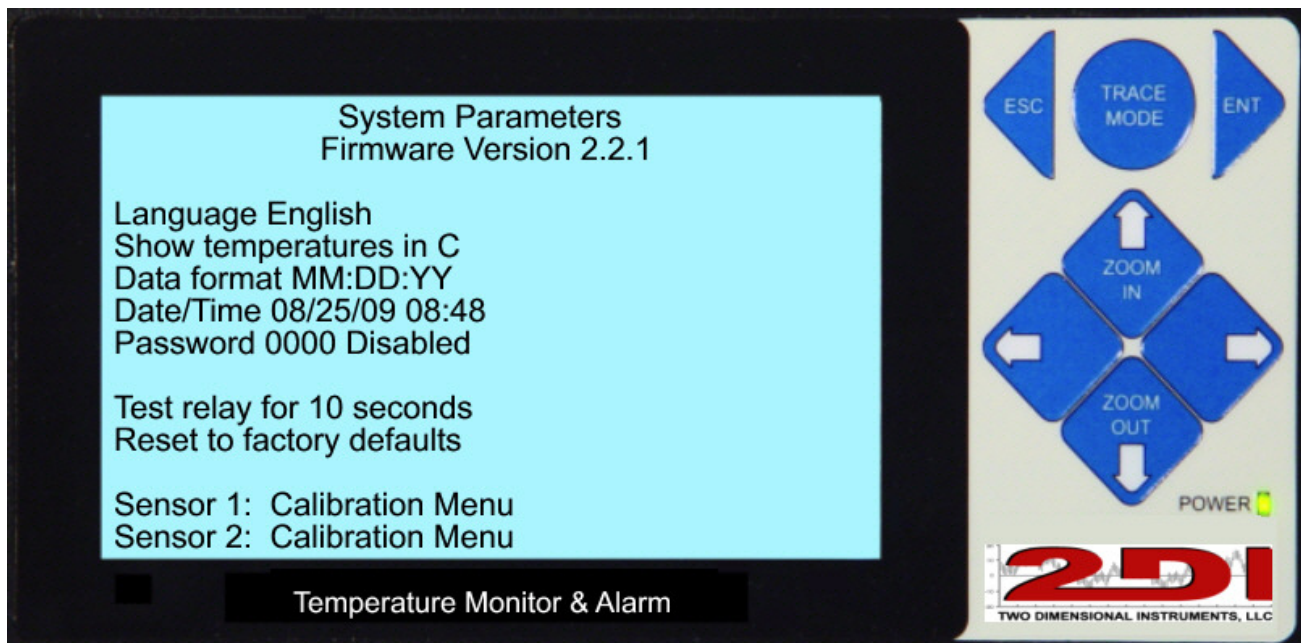 System Parameters
Firmware Version 2.2.1
Language English
Show temperatures in C
Data format MM:DD:YY
Date/Time 08/25/09 08:48
Password 0000 Disabled
Test relay for 10 seconds
Reset to factory defaults
Sensor 1: Calibration Menu
Sensor 2: Calibration Menu
Temperature Monitor & Alarm
ESC
TRACE
MODE
ENT
ZOOM
IN
ZOOM
OUT
POWER
2DI
TWO DIMENSIONAL INSTRUMENTS, LLC